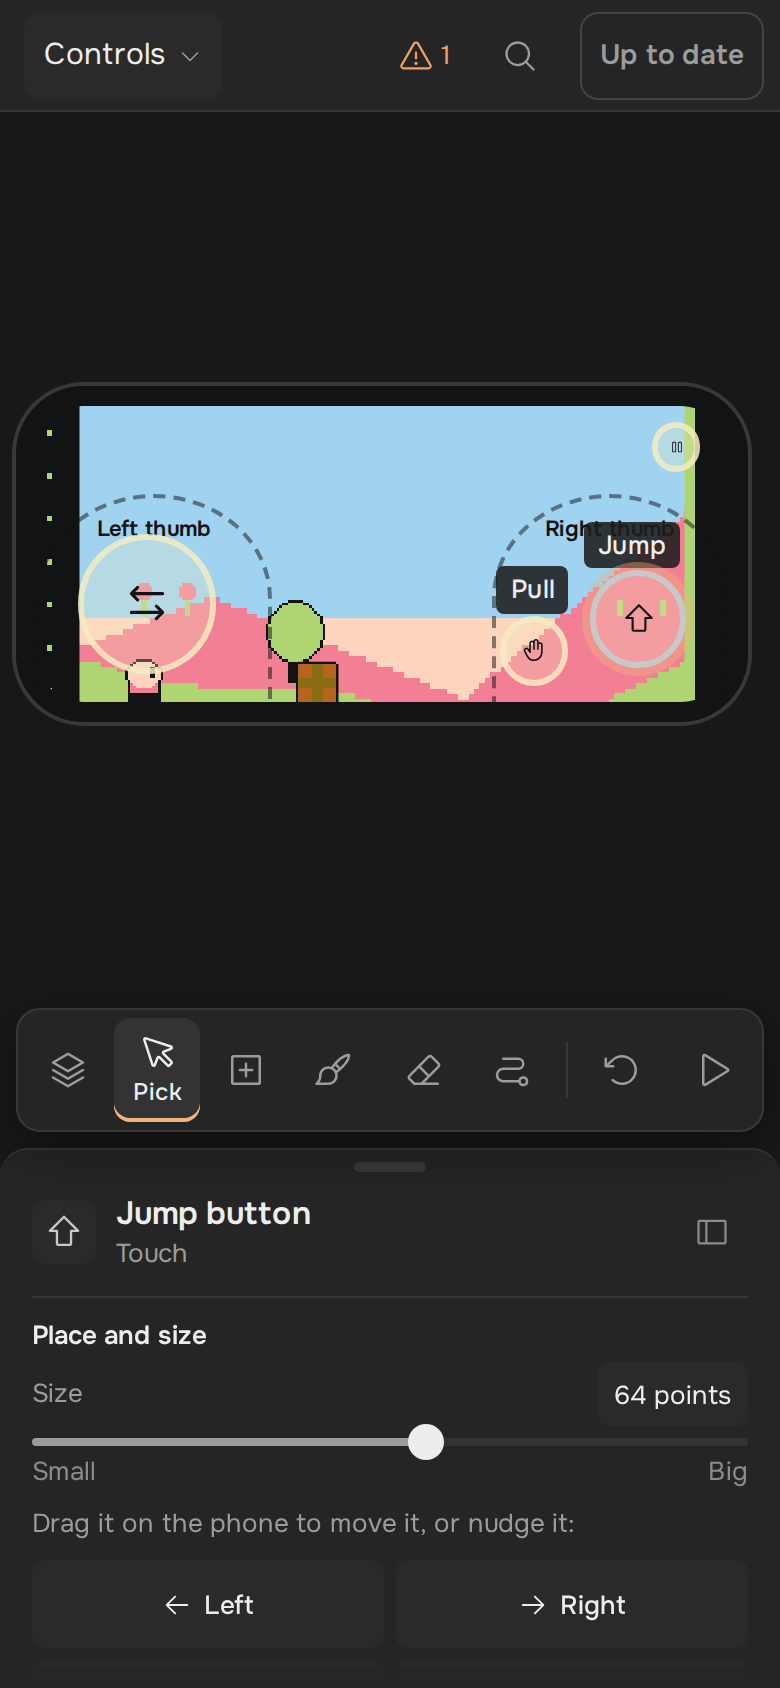 Controls
1
Up to date
Left thumb
Right thumb
Jump
Pull
Pick
Jump button
Touch
Place and size
Size
64 points
Small
Big
Drag it on the phone to move it, or nudge it:
Left
Right